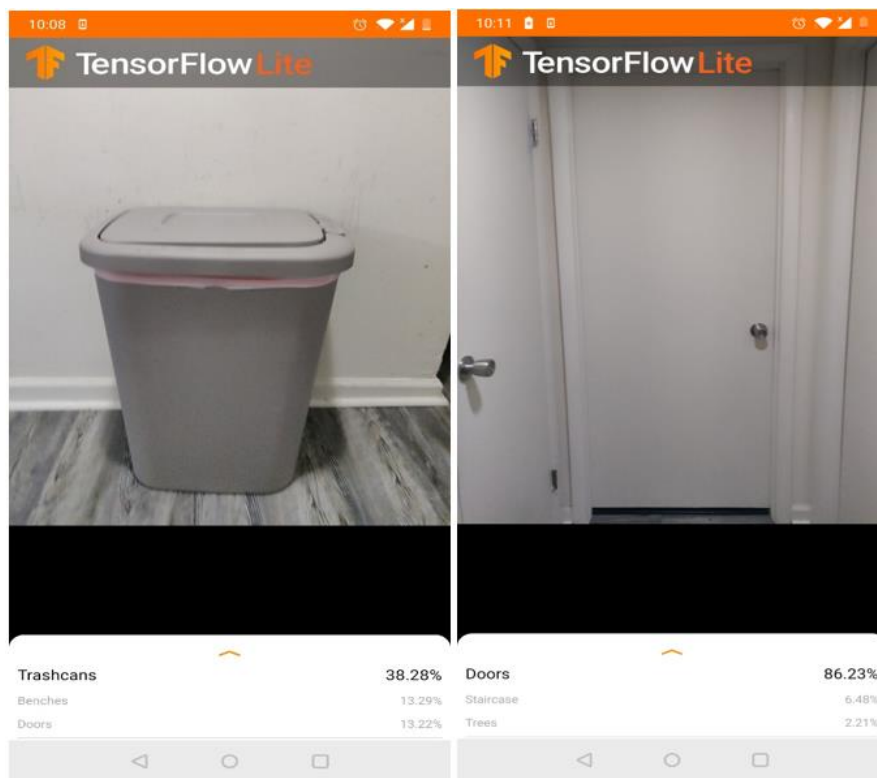 10:08
TensorFlow Lite
Trashcans 38.28%
Benches 13.29%
Doors 13.22%
10:11
TensorFlow Lite
Doors 86.23%
Staircase 6.48%
Trees 2.21%